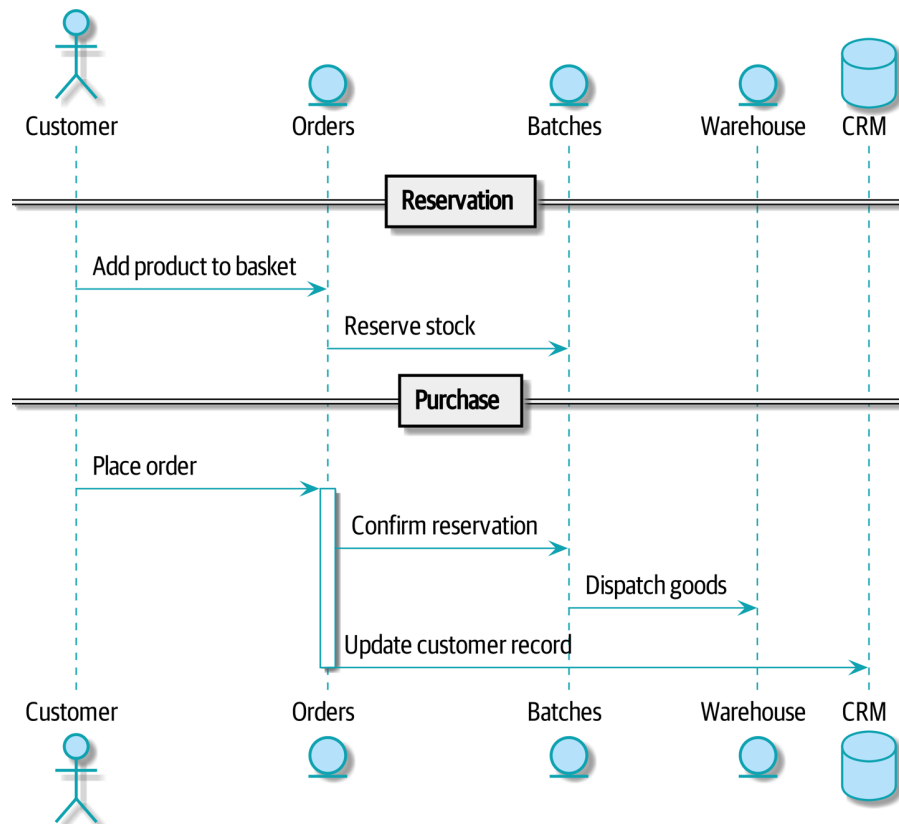 Customer Orders Batches Warehouse CRM
Reservation
Add product to basket
Reserve stock
Purchase
Place order
Confirm reservation
Dispatch goods
Update customer record
Customer Orders Batches Warehouse CRM